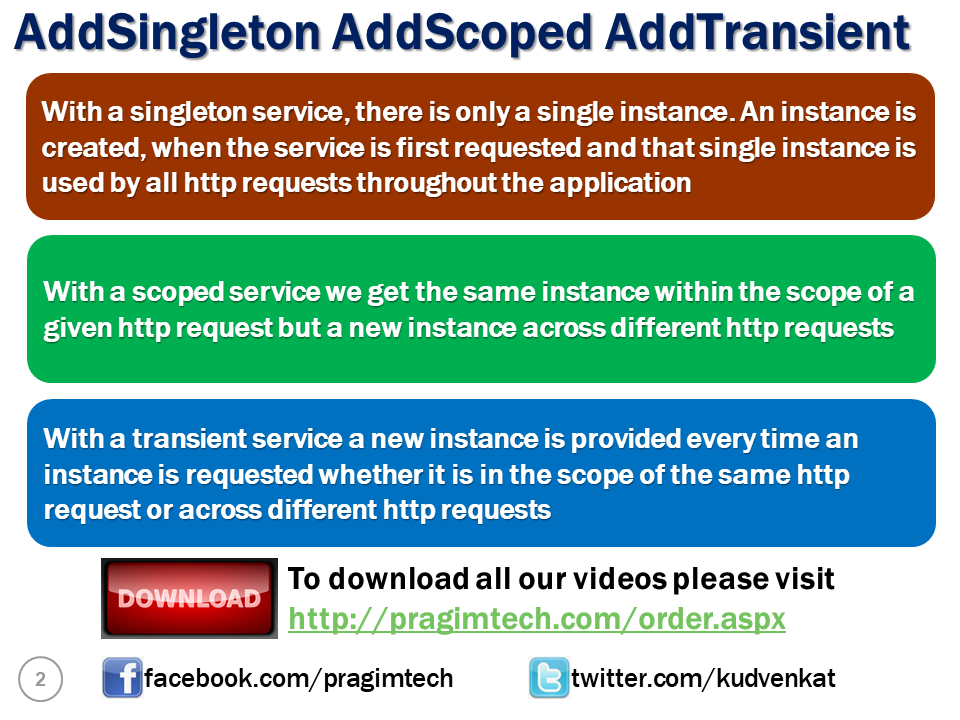 AddSingleton AddScoped AddTransient
With a singleton service, there is only a single instance. An instance is
created, when the service is first requested and that single instance is
used by all http requests throughout the application
With a scoped service we get the same instance within the scope of a
given http request but a new instance across different http requests
With a transient service a new instance is provided every time an
instance is requested whether it is in the scope of the same http
request or across different http requests
DOWNLOAD
To download all our videos please visit
http://pragimtech.com/order.aspx
2
facebook.com/pragimtech
twitter.com/kudvenkat